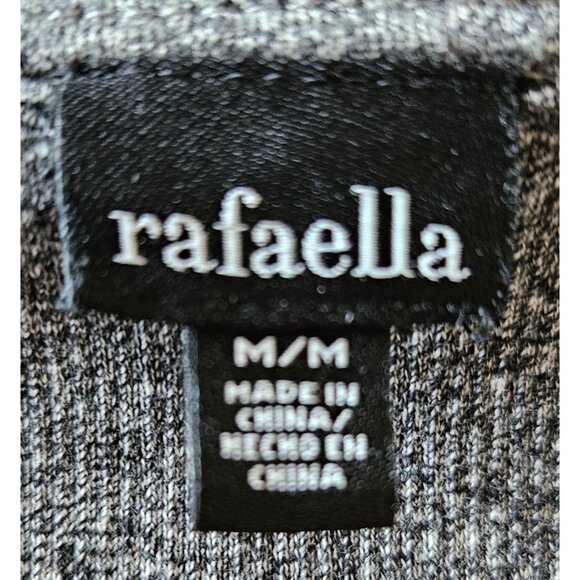 rafaella
M/M
MADE IN
CHINA/
HECHO EN
CHINA